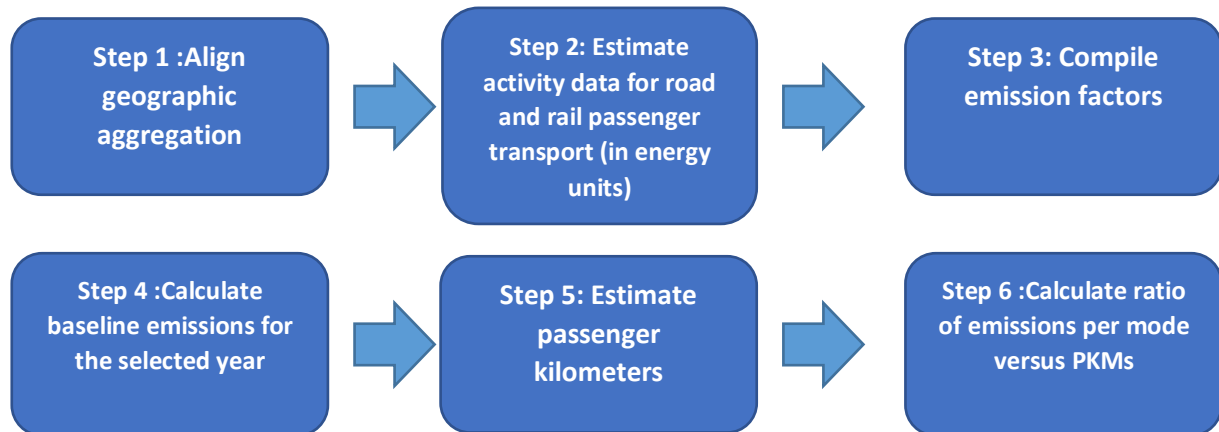 Step 1 :Align
geographic
aggregation
Step 2: Estimate
activity data for road
and rail passenger
transport (in energy
units)
Step 3: Compile
emission factors
Step 4 :Calculate
baseline emissions for
the selected year
Step 5: Estimate
passenger
kilometers
Step 6 :Calculate ratio
of emissions per mode
versus PKMs